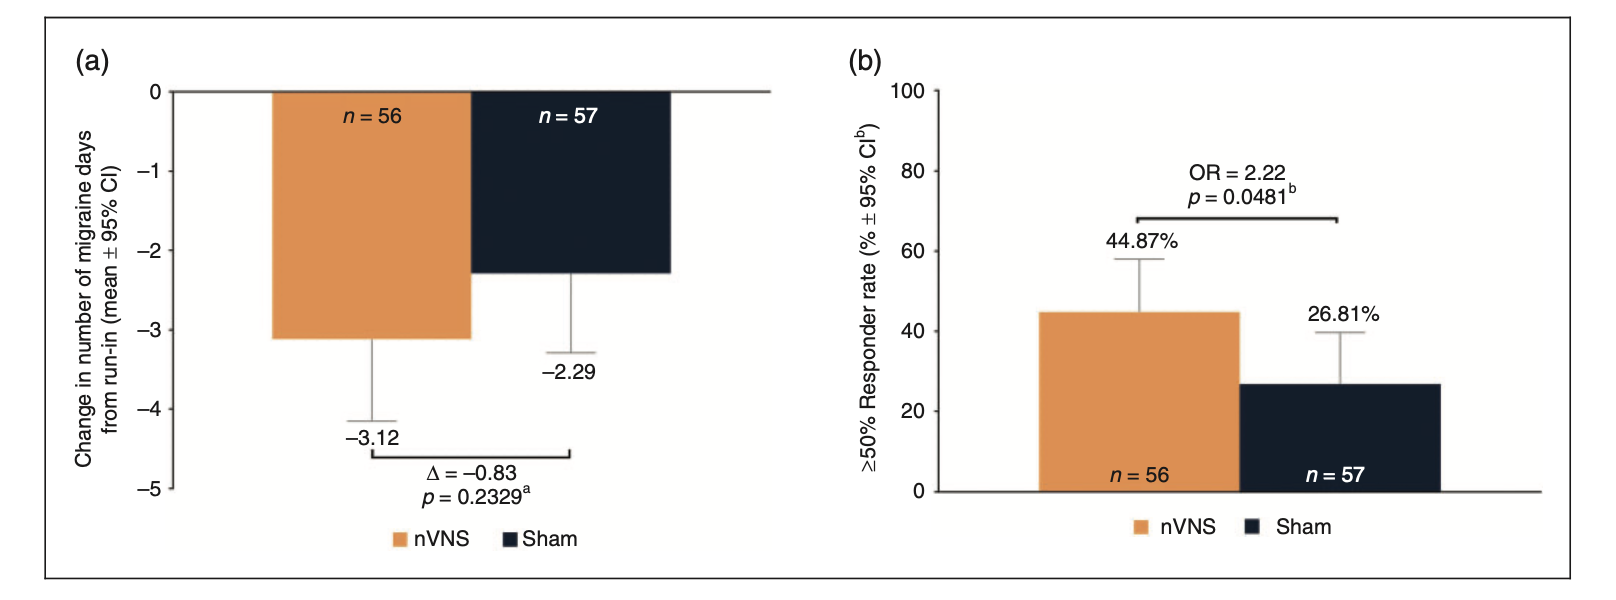 (a)
Change in number of migraine days
from run-in (mean ± 95% CI)
0
–1
–2
–3
–4
–5
n = 56
n = 57
–3.12
–2.29
Δ = –0.83
p = 0.2329ᵃ
nVNS
Sham
(b)
≥50% Responder rate (% ± 95% CIᵇ)
100
80
60
40
20
0
OR = 2.22
p = 0.0481ᵇ
44.87%
26.81%
n = 56
n = 57
nVNS
Sham